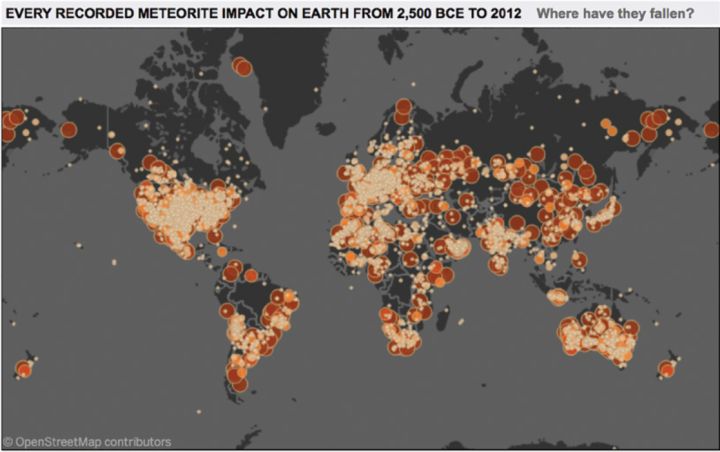 EVERY RECORDED METEORITE IMPACT ON EARTH FROM 2,500 BCE TO 2012 Where have they fallen?
© OpenStreetMap contributors